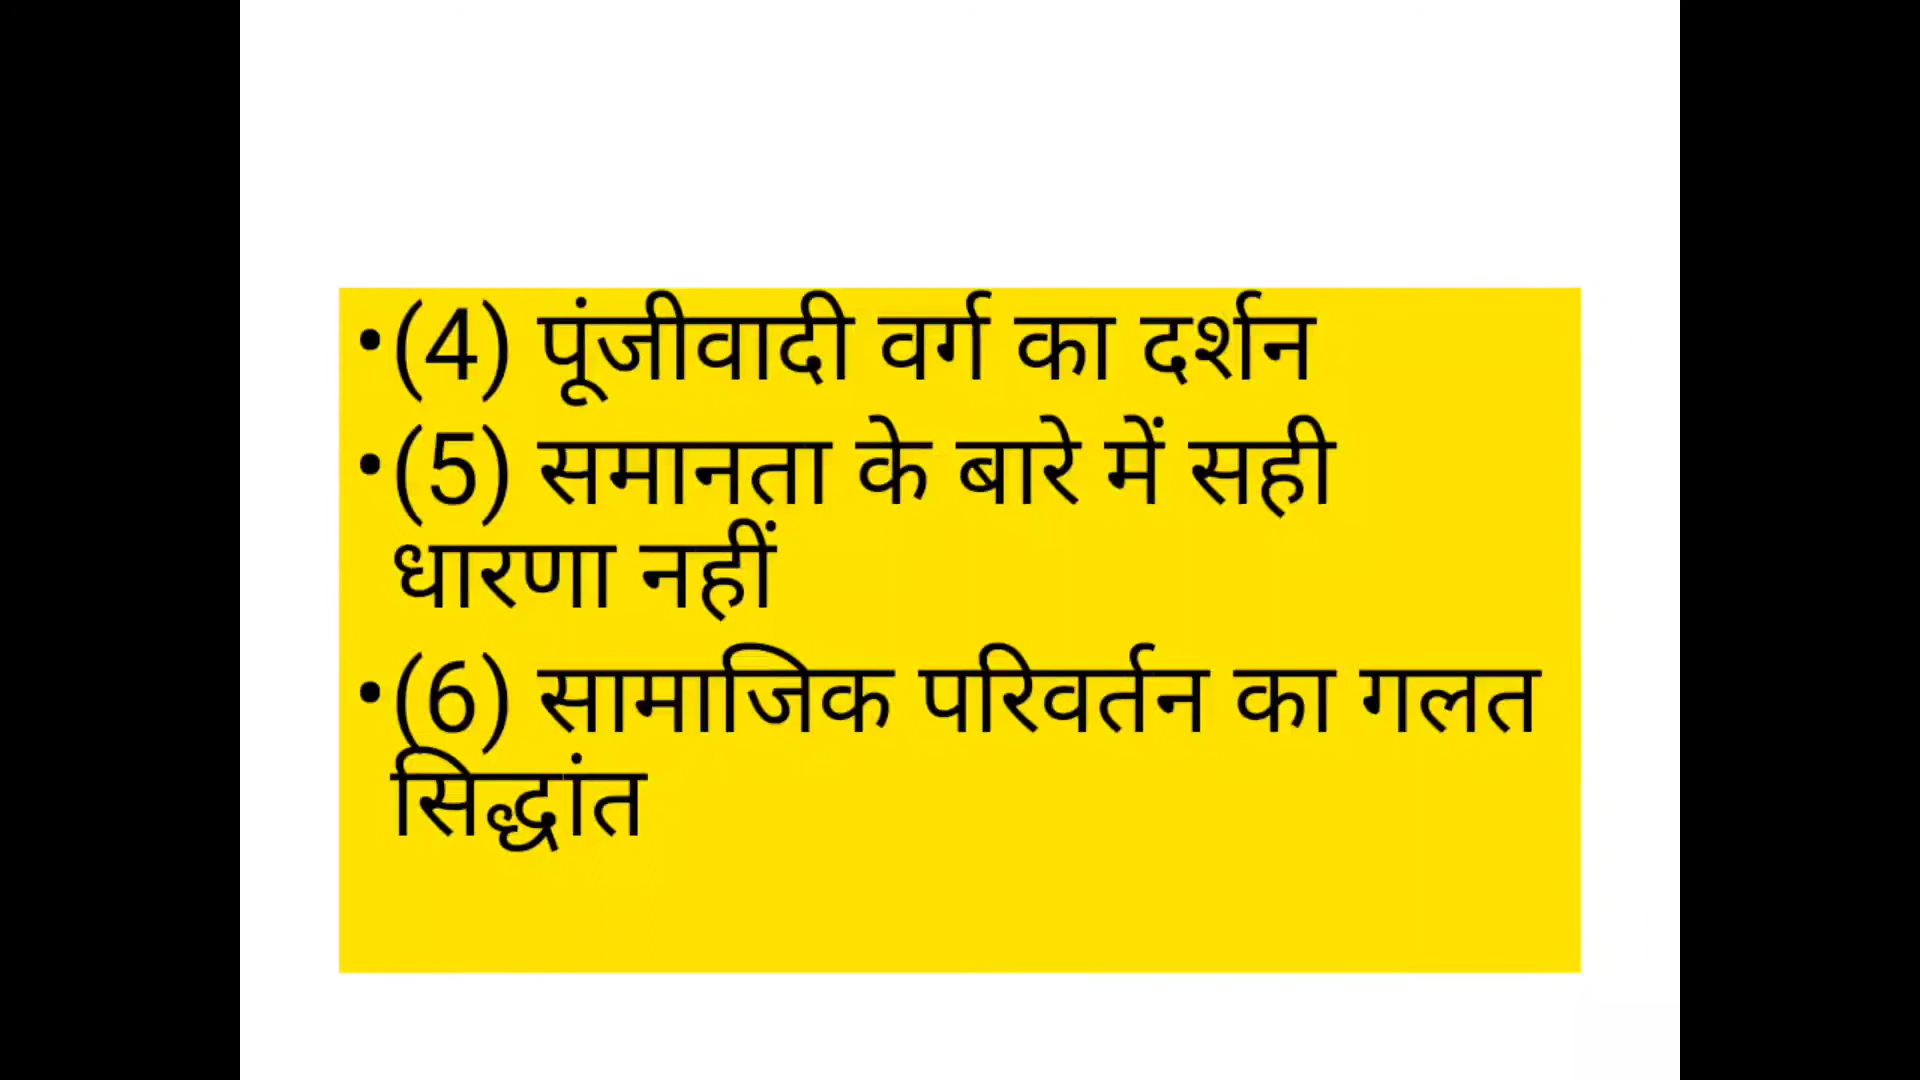 •(4) पूंजीवादी वर्ग का दर्शन
•(5) समानता के बारे में सही
धारणा नहीं
•(6) सामाजिक परिवर्तन का गलत
सिद्धांत